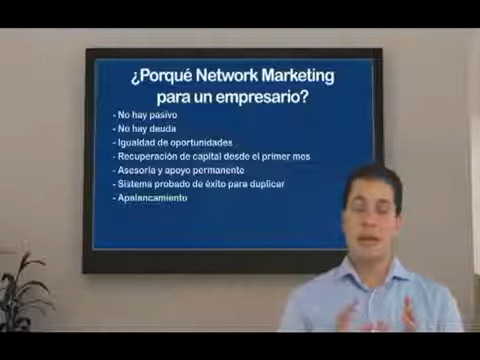 ¿Porqué Network Marketing
para un empresario?
- No hay pasivo
- No hay deuda
- Igualdad de oportunidades
- Recuperación de capital desde el primer mes
- Asesoría y apoyo permanente
- Sistema probado de éxito para duplicar
- Apalancamiento